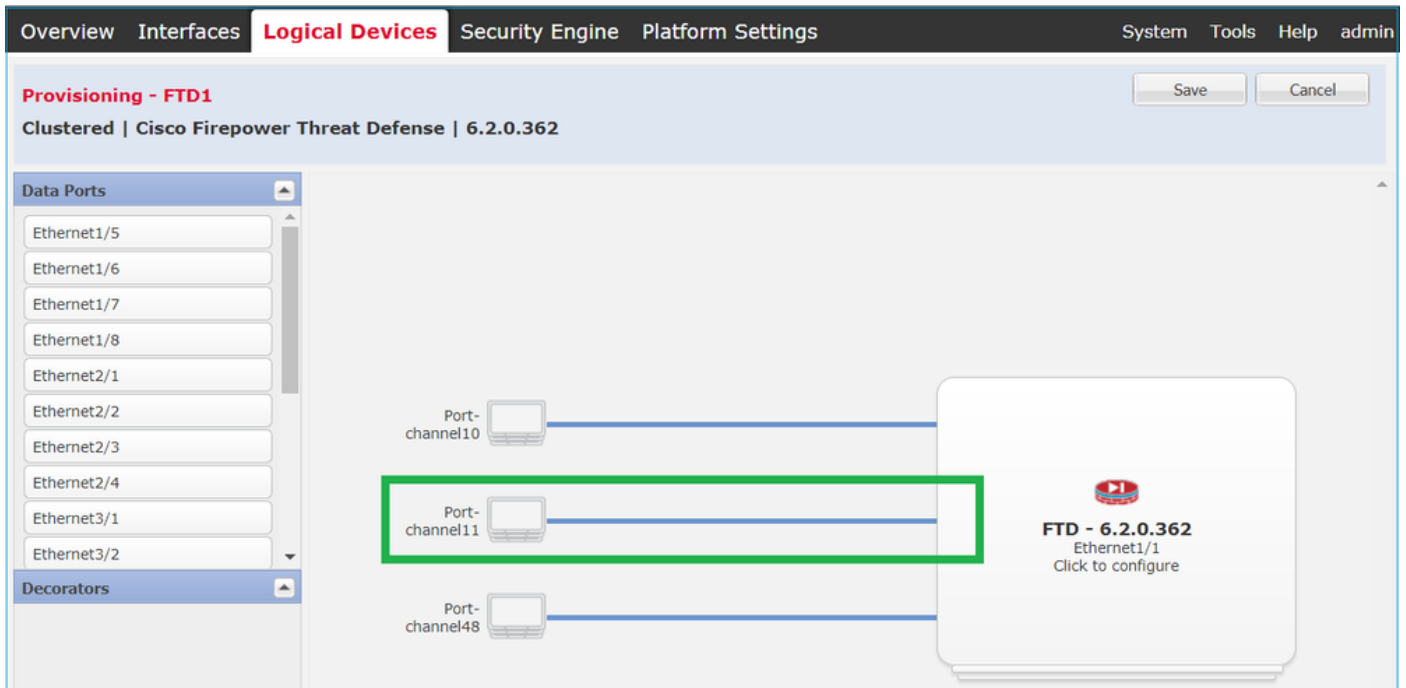 Overview Interfaces Logical Devices Security Engine Platform Settings System Tools Help admin
Provisioning - FTD1
Save Cancel
Clustered | Cisco Firepower Threat Defense | 6.2.0.362
Data Ports
Ethernet1/5
Ethernet1/6
Ethernet1/7
Ethernet1/8
Ethernet2/1
Ethernet2/2
Ethernet2/3
Ethernet2/4
Ethernet3/1
Ethernet3/2
Decorators
Port-
channel10
Port-
channel11
Port-
channel48
FTD - 6.2.0.362
Ethernet1/1
Click to configure